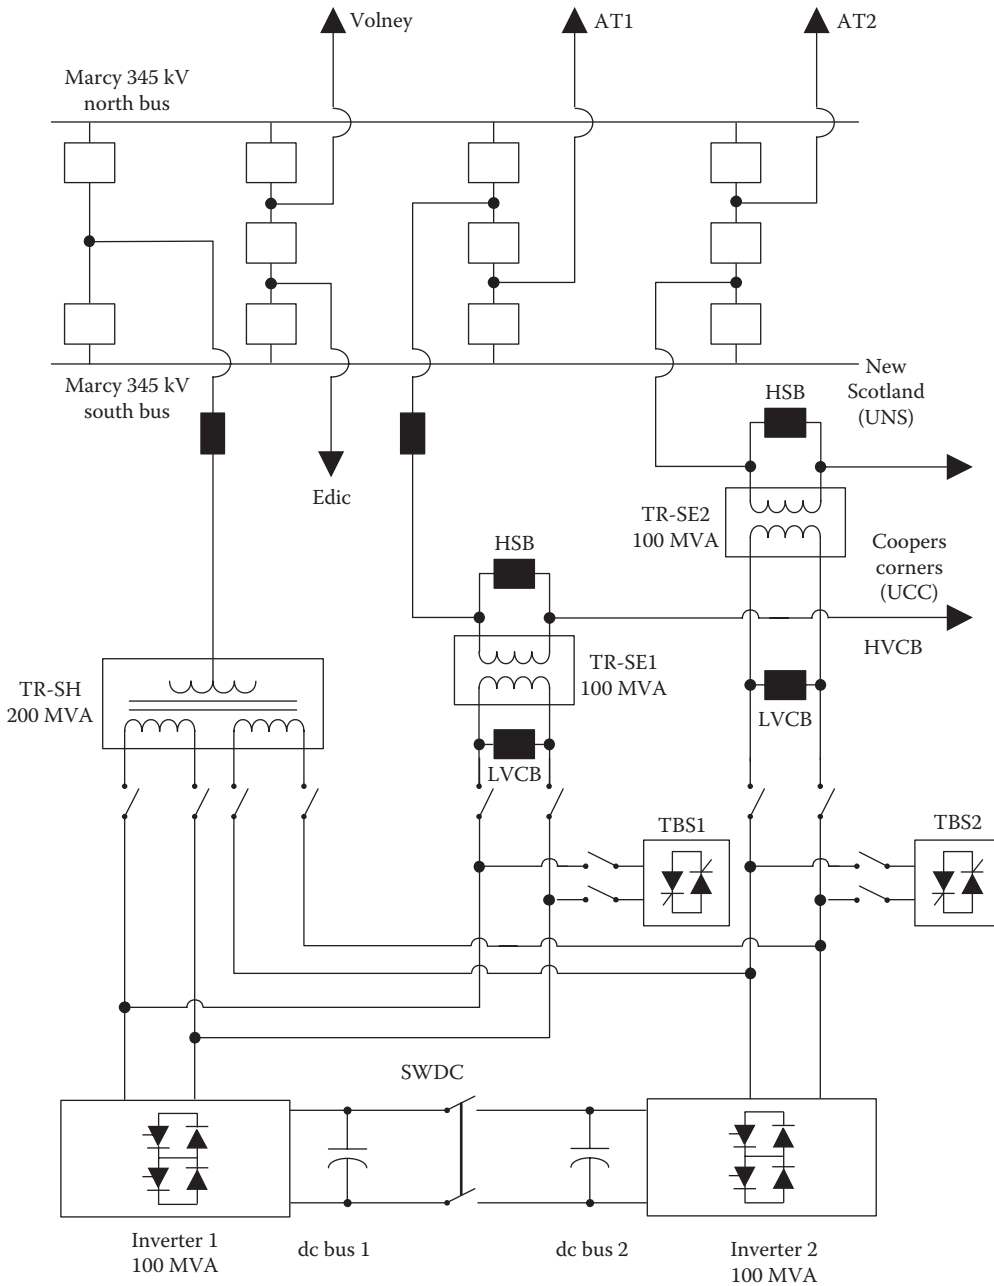 Volney
AT1
AT2
Marcy 345 kV
north bus
Marcy 345 kV
south bus
New
Scotland
(UNS)
HSB
Edic
TR-SE2
100 MVA
HSB
Coopers
corners
(UCC)
HVCB
TR-SE1
100 MVA
TR-SH
200 MVA
LVCB
LVCB
TBS1
TBS2
SWDC
Inverter 1
100 MVA
dc bus 1
dc bus 2
Inverter 2
100 MVA